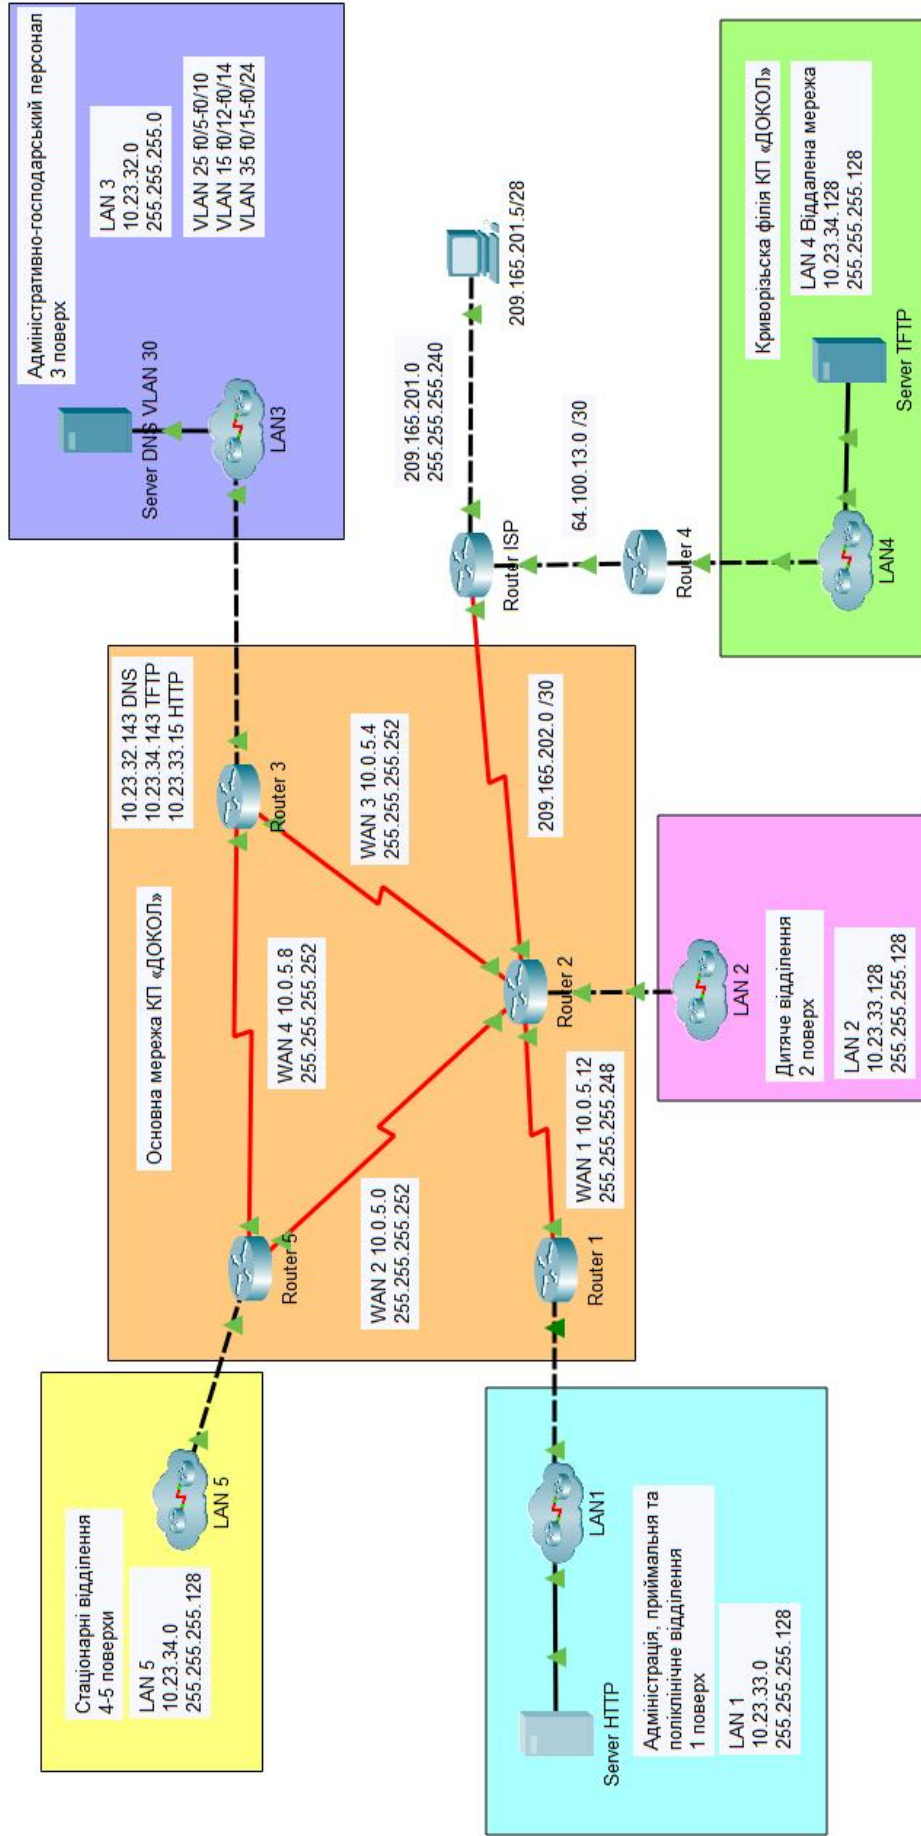 Стаціонарні відділення
4-5 поверхи
LAN 5
10.23.34.0
255.255.255.128
LAN 5
Основна мережа КП «ДОКОЛ»
10.23.32.143 DNS
10.23.34.143 TFTP
10.23.33.15 HTTP
Router 5
Router 3
WAN 4 10.0.5.8
255.255.255.252
WAN 2 10.0.5.0
255.255.255.252
WAN 3 10.0.5.4
255.255.255.252
Router 1
WAN 1 10.0.5.12
255.255.255.248
Router 2
209.165.202.0 /30
Адміністративно-господарський персонал
3 поверх
Server DNS VLAN 30
LAN3
LAN 3
10.23.32.0
255.255.255.0
VLAN 25 f0/5-f0/10
VLAN 15 f0/12-f0/14
VLAN 35 f0/15-f0/24
209.165.201.0
255.255.255.240
Router ISP
209.165.201.5/28
64.100.13.0 /30
Router 4
Server HTTP
LAN1
Адміністрація, приймальня та
поліклінічне відділення
1 поверх
LAN 1
10.23.33.0
255.255.255.128
LAN 2
Дитяче відділення
2 поверх
LAN 2
10.23.33.128
255.255.255.128
Криворізьска філія КП «ДОКОЛ»
LAN 4 Віддалена мережа
10.23.34.128
255.255.255.128
LAN4
Server TFTP